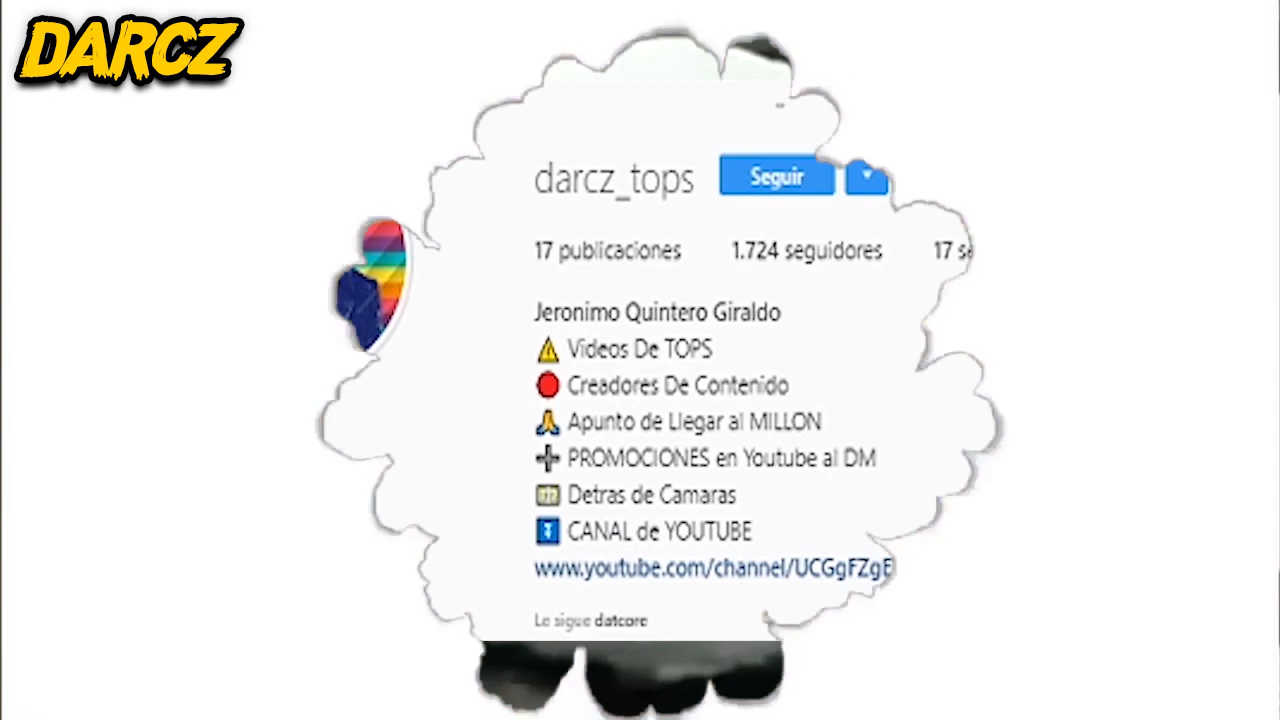 DARCZ
darcz_tops Seguir
17 publicaciones 1.724 seguidores 17
Jeronimo Quintero Giraldo
Videos De TOPS
Creadores De Contenido
Apunto de Llegar al MILLON
PROMOCIONES en Youtube al DM
Detras de Camaras
CANAL de YOUTUBE
www.youtube.com/channel/UCGgFZgE
Le sigue datcore